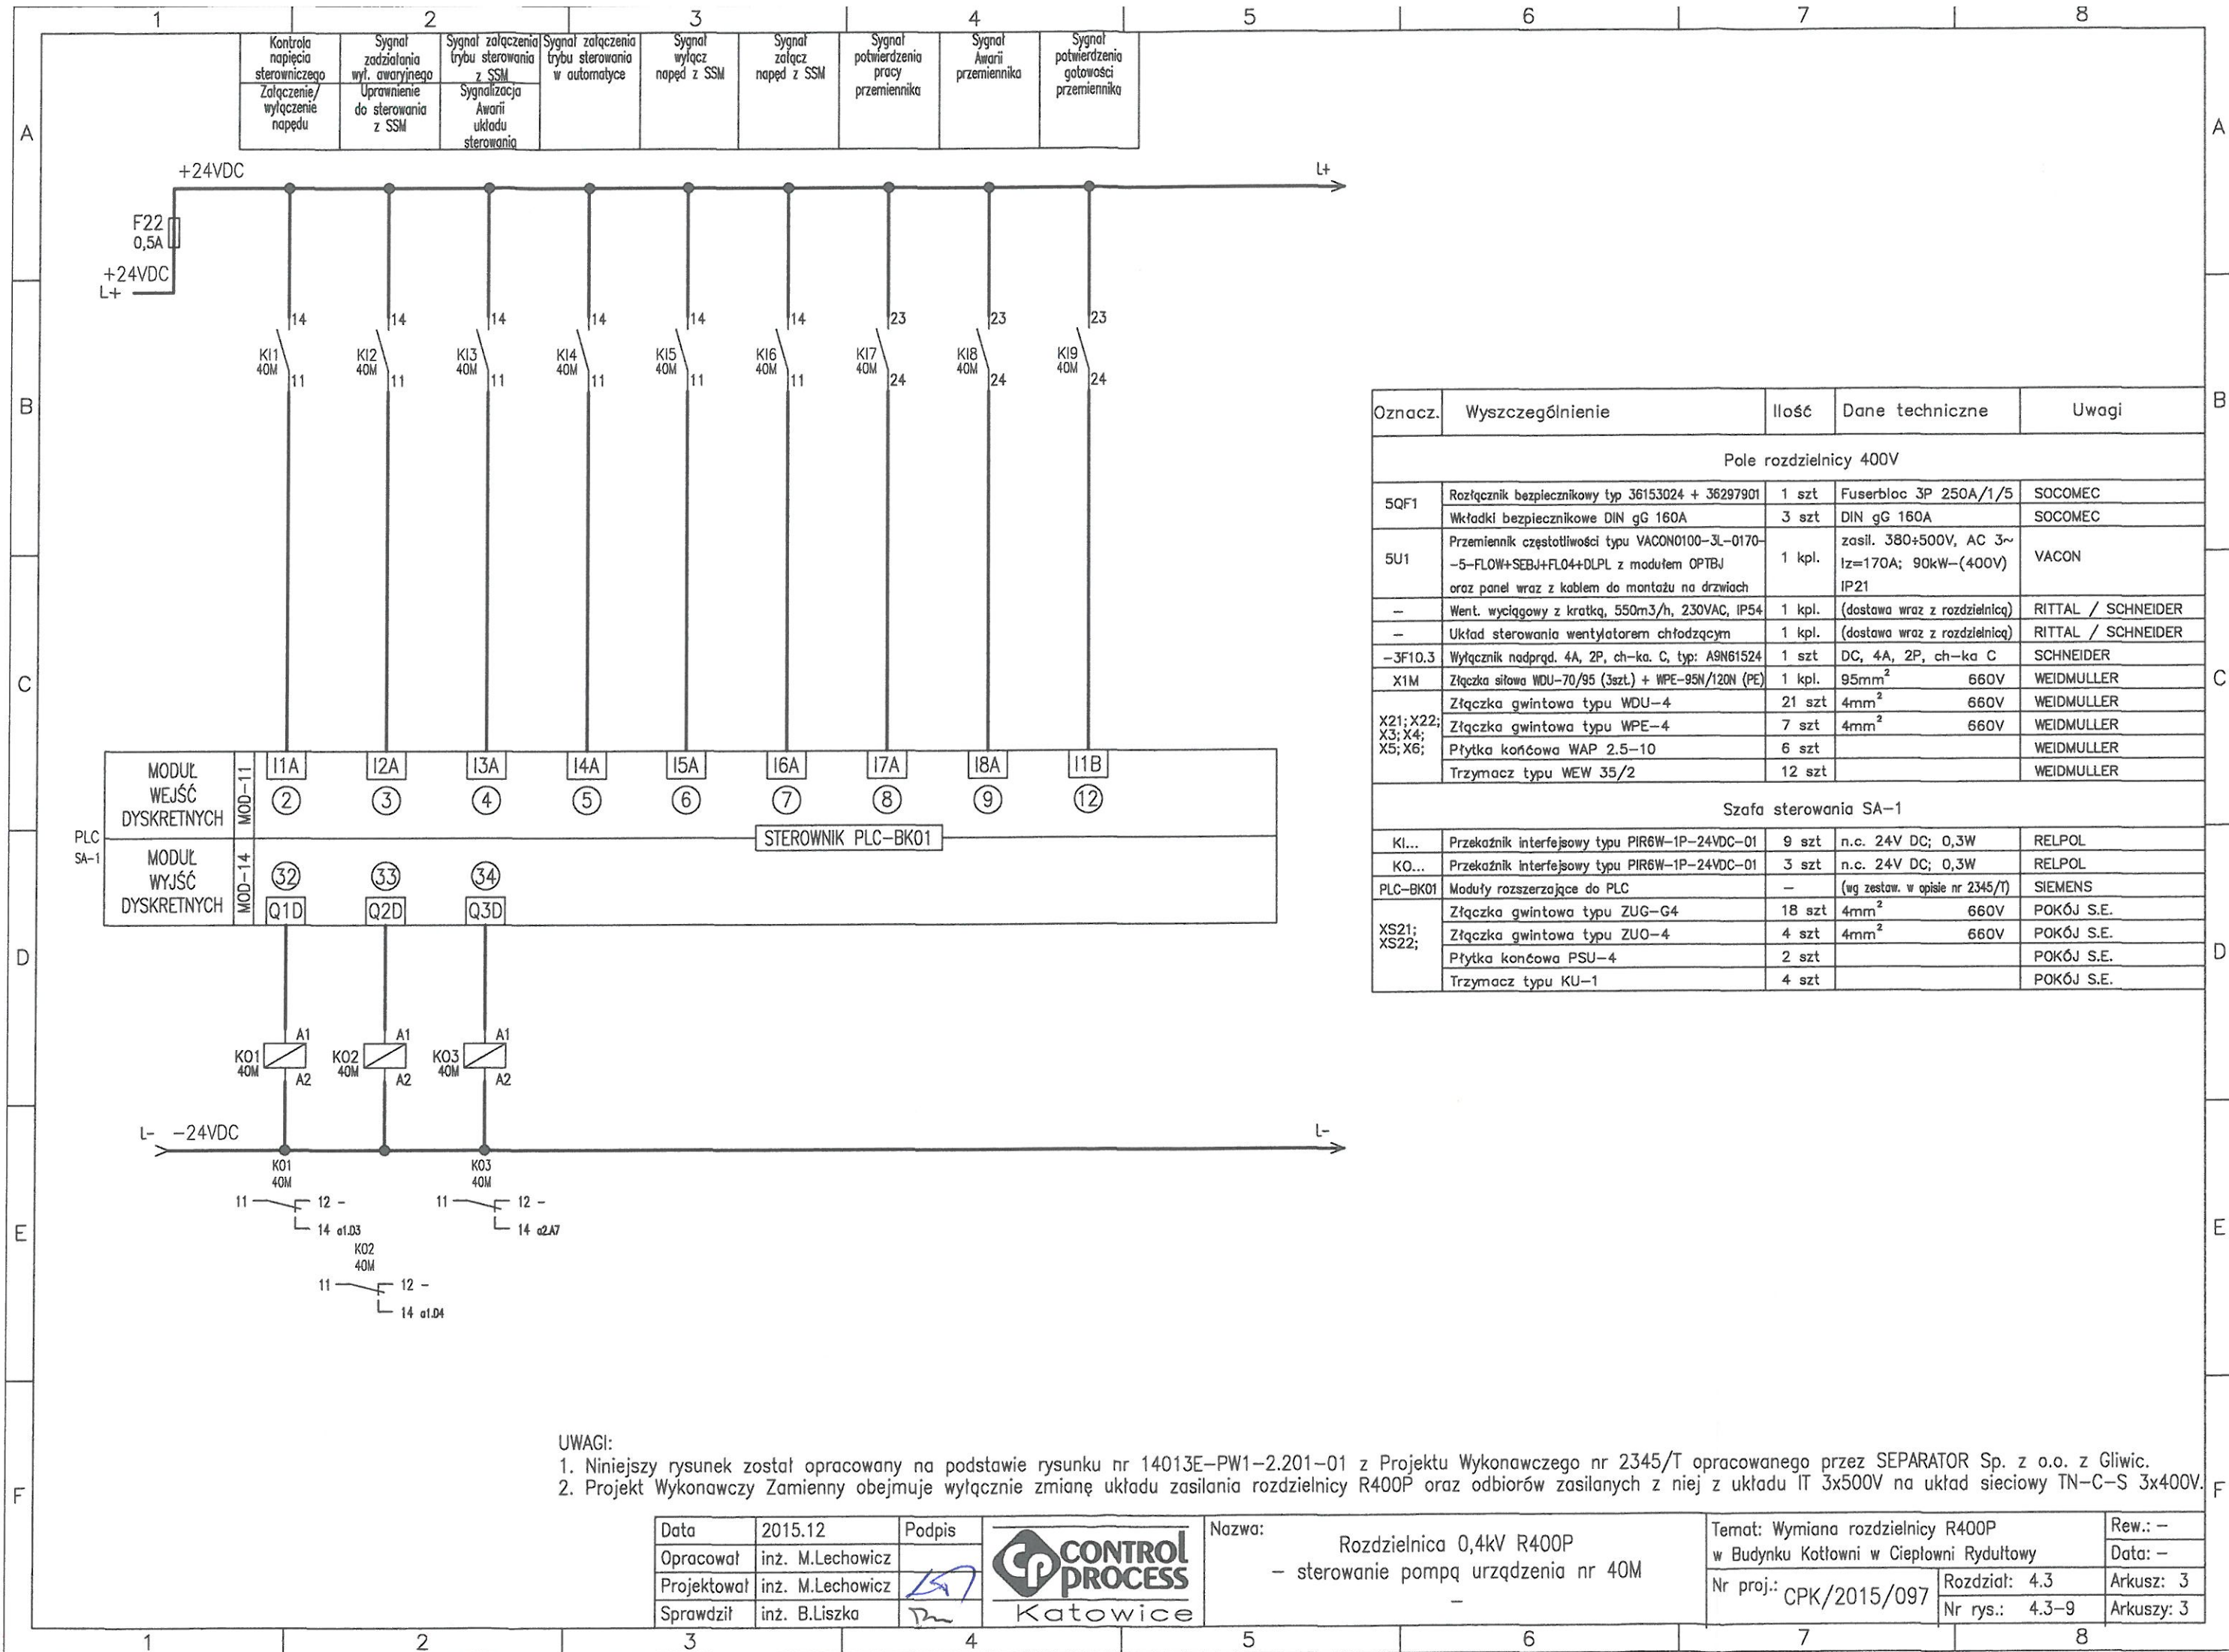 1 2 3 4 5 6 7 8
Kontrola napięcia sterowniczego
Sygnał zadziałania wył. awaryjnego
Sygnał załączenia trybu sterowania z SSM
Sygnał załączenia trybu sterowania w automatyce
Sygnał wyłącz napęd z SSM
Sygnał załącz napęd z SSM
Sygnał potwierdzenia pracy przemiennika
Sygnał Awarii przemiennika
Sygnał potwierdzenia gotowości przemiennika
Załączenie/ wyłączenie napędu
Uprawnienie do sterowania z SSM
Sygnalizacja Awarii układu sterowania
A A
+24VDC
L+
F22
0,5A
+24VDC
L+
14 14 14 14 14 14 23 23 23
KI1 KI2 KI3 KI4 KI5 KI6 KI7 KI8 KI9
40M 40M 40M 40M 40M 40M 40M 40M 40M
11 11 11 11 11 11 24 24 24
B B
Oznacz. Wyszczególnienie Ilość Dane techniczne Uwagi
Pole rozdzielnicy 400V
5QF1 Rozłącznik bezpiecznikowy typ 36153024 + 36297901 1 szt Fuserbloc 3P 250A/1/5 SOCOMEC
Wkładki bezpiecznikowe DIN gG 160A 3 szt DIN gG 160A SOCOMEC
5U1 Przemiennik częstotliwości typu VACON0100-3L-0170-
-5-FLOW+SEBJ+FL04+DLPL z modułem OPTBJ
oraz panel wraz z kablem do montażu na drzwiach
1 kpl.
zasil. 380÷500V, AC 3~
Iz=170A; 90kW-(400V)
IP21
VACON
– Went. wyciągowy z kratką, 550m3/h, 230VAC, IP54 1 kpl. (dostawa wraz z rozdzielnicą) RITTAL / SCHNEIDER
– Układ sterowania wentylatorem chłodzącym 1 kpl. (dostawa wraz z rozdzielnicą) RITTAL / SCHNEIDER
-3F10.3 Wyłącznik nadprąd. 4A, 2P, ch-ka. C, typ: A9N61524 1 szt DC, 4A, 2P, ch-ka C SCHNEIDER
X1M Złączka siłowa WDU-70/95 (3szt.) + WPE-95N/120N (PE) 1 kpl. 95mm² 660V WEIDMULLER
X21; X22;
X3; X4;
X5; X6;
Złączka gwintowa typu WDU-4 21 szt 4mm² 660V WEIDMULLER
Złączka gwintowa typu WPE-4 7 szt 4mm² 660V WEIDMULLER
Płytka końcowa WAP 2.5-10 6 szt WEIDMULLER
Trzymacz typu WEW 35/2 12 szt WEIDMULLER
Szafa sterowania SA-1
KI... Przekaźnik interfejsowy typu PIR6W-1P-24VDC-01 9 szt n.c. 24V DC; 0,3W RELPOL
KO... Przekaźnik interfejsowy typu PIR6W-1P-24VDC-01 3 szt n.c. 24V DC; 0,3W RELPOL
PLC-BK01 Moduły rozszerzające do PLC – (wg zestaw. w opisie nr 2345/T) SIEMENS
XS21;
XS22;
Złączka gwintowa typu ZUG-G4 18 szt 4mm² 660V POKÓJ S.E.
Złączka gwintowa typu ZUO-4 4 szt 4mm² 660V POKÓJ S.E.
Płytka końcowa PSU-4 2 szt POKÓJ S.E.
Trzymacz typu KU-1 4 szt POKÓJ S.E.
C C
MODUŁ
WEJŚĆ
DYSKRETNYCH
MOD-11
I1A I2A I3A I4A I5A I6A I7A I8A I1B
2 3 4 5 6 7 8 9 12
PLC
SA-1
STEROWNIK PLC-BK01
MODUŁ
WYJŚĆ
DYSKRETNYCH
MOD-14
32 33 34
Q1D Q2D Q3D
D D
A1 A1 A1
KO1 KO2 KO3
40M 40M 40M
A2 A2 A2
L- -24VDC
L-
KO1
40M
11 12 -
14 a1.D3
KO3
40M
11 12 -
14 a2.A7
KO2
40M
11 12 -
14 a1.D4
E E
UWAGI:
1. Niniejszy rysunek został opracowany na podstawie rysunku nr 14013E-PW1-2.201-01 z Projektu Wykonawczego nr 2345/T opracowanego przez SEPARATOR Sp. z o.o. z Gliwic.
2. Projekt Wykonawczy Zamienny obejmuje wyłącznie zmianę układu zasilania rozdzielnicy R400P oraz odbiorów zasilanych z niej z układu IT 3x500V na układ sieciowy TN-C-S 3x400V.
F F
Data 2015.12 Podpis
Opracował inż. M.Lechowicz
Projektował inż. M.Lechowicz
Sprawdził inż. B.Liszka
CP CONTROL
PROCESS
Katowice
Nazwa:
Rozdzielnica 0,4kV R400P
– sterowanie pompą urządzenia nr 40M
–
Temat: Wymiana rozdzielnicy R400P
w Budynku Kotłowni w Ciepłowni Rydułtowy
Rew.: –
Data: –
Nr proj.: CPK/2015/097
Rozdział: 4.3
Nr rys.: 4.3-9
Arkusz: 3
Arkuszy: 3
1 2 3 4 5 6 7 8